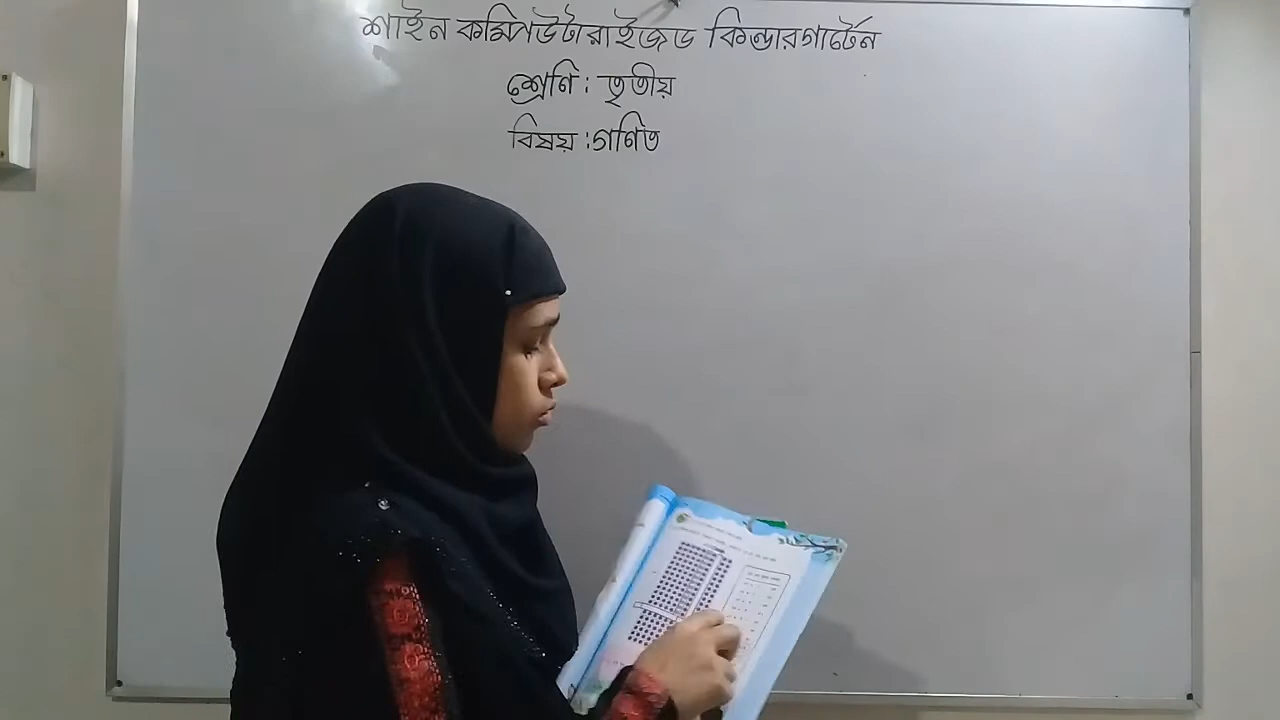 শাইন কম্পিউটারাইজড কিন্ডারগার্টেন
শ্রেণি : তৃতীয়
বিষয় : গণিত